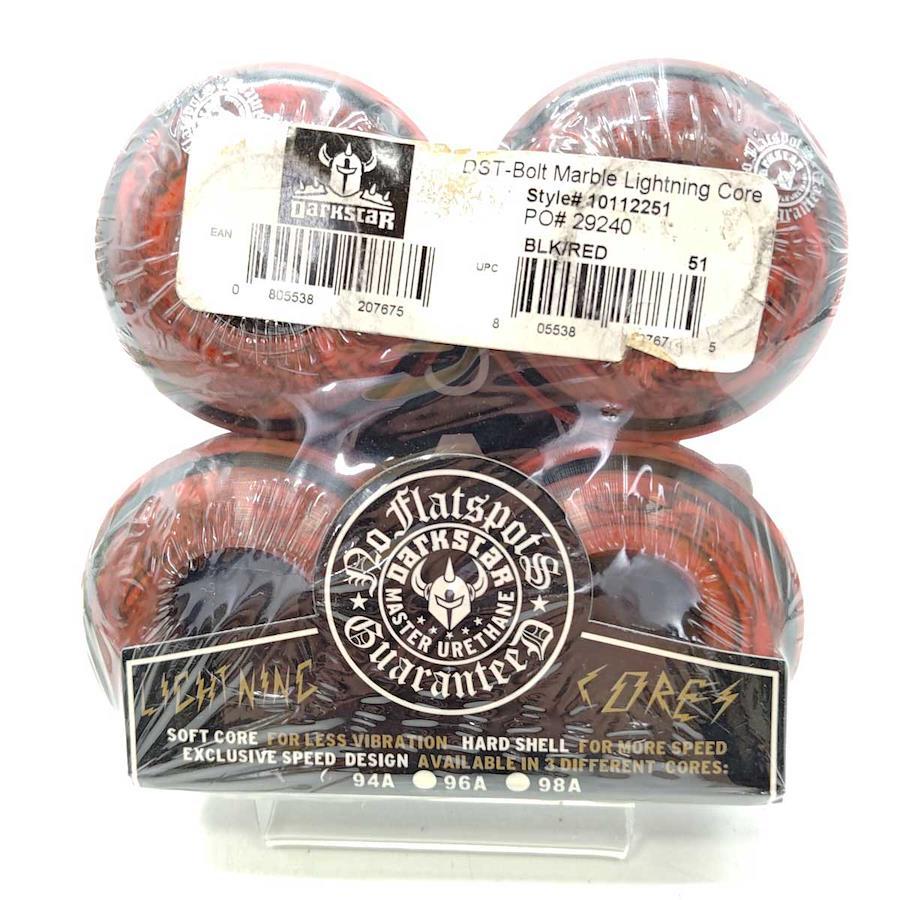 DARKSTAR
DST-Bolt Marble Lightning Core
Style# 10112251
PO# 29240
BLK/RED 51
EAN
0 805538 207675
UPC
8 05538 5
No Flatspots
DARKSTAR
MASTER URETHANE
Guaranteed
LIGHTNING CORES
SOFT CORE FOR LESS VIBRATION HARD SHELL FOR MORE SPEED
EXCLUSIVE SPEED DESIGN AVAILABLE IN 3 DIFFERENT CORES:
94A 96A 98A